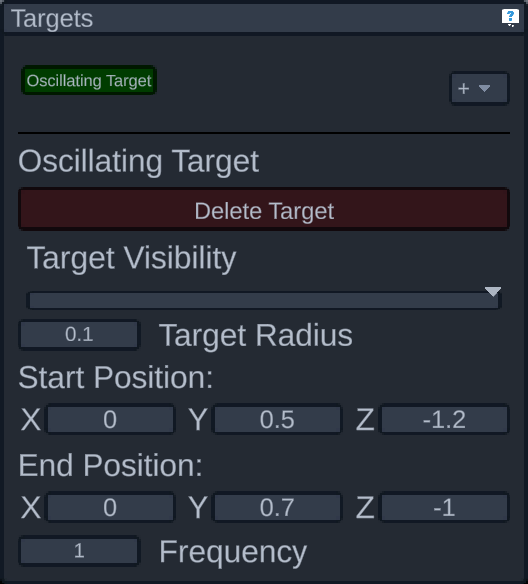 Targets ?
Oscillating Target
+
Oscillating Target
Delete Target
Target Visibility
0.1 Target Radius
Start Position:
X 0 Y 0.5 Z -1.2
End Position:
X 0 Y 0.7 Z -1
1 Frequency